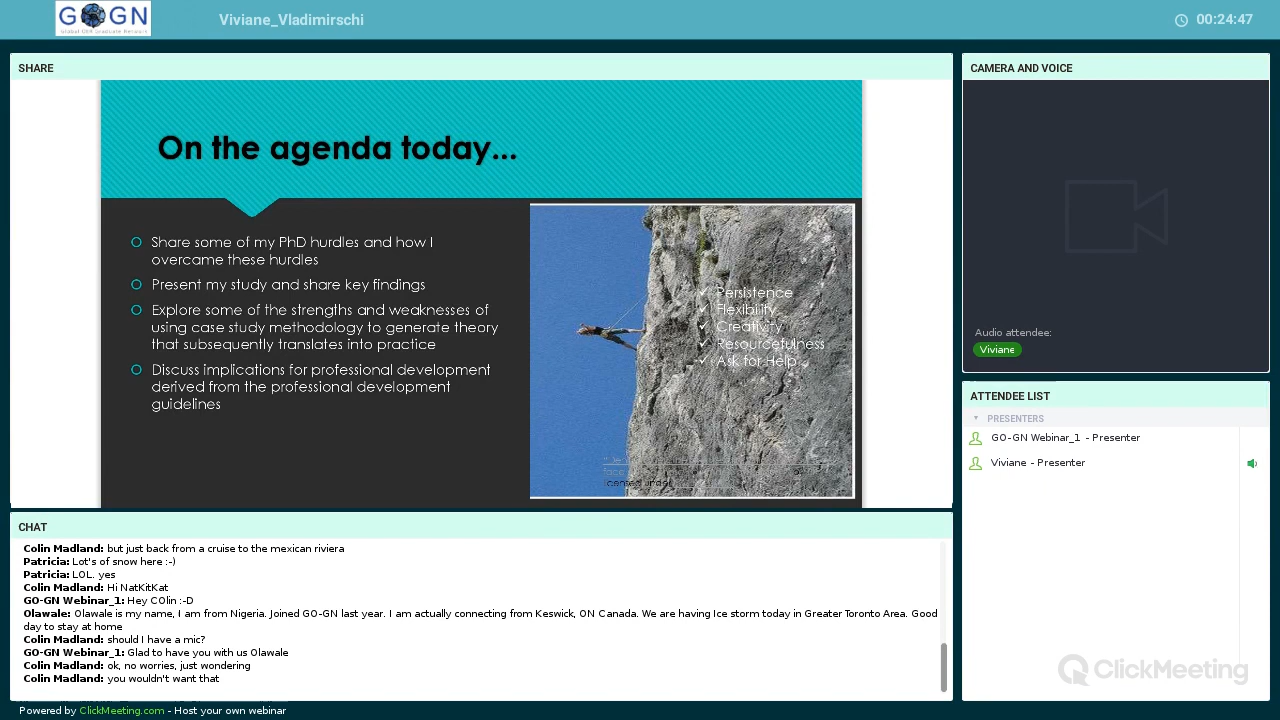 GOGN
Viviane_Vladimirschi
00:24:47
SHARE
On the agenda today...
Share some of my PhD hurdles and how I
overcame these hurdles
Present my study and share key findings
Explore some of the strengths and weaknesses of
using case study methodology to generate theory
that subsequently translates into practice
Discuss implications for professional development
derived from the professional development
guidelines
✓ Persistence
✓ Flexibility
✓ Creativity
✓ Resourcefulness
✓ Ask for Help...
licensed under
CAMERA AND VOICE
Audio attendee:
Viviane
ATTENDEE LIST
PRESENTERS
GO-GN Webinar_1 - Presenter
Viviane - Presenter
ClickMeeting
CHAT
Colin Madland: but just back from a cruise to the mexican riviera
Patricia: Lot's of snow here :-)
Patricia: LOL. yes
Colin Madland: Hi NatKitKat
GO-GN Webinar_1: Hey COlin :-D
Olawale: Olawale is my name, I am from Nigeria. Joined GO-GN last year. I am actually connecting from Keswick, ON Canada. We are having Ice storm today in Greater Toronto Area. Good
day to stay at home
Colin Madland: should I have a mic?
GO-GN Webinar_1: Glad to have you with us Olawale
Colin Madland: ok, no worries, just wondering
Colin Madland: you wouldn't want that
Powered by ClickMeeting.com - Host your own webinar